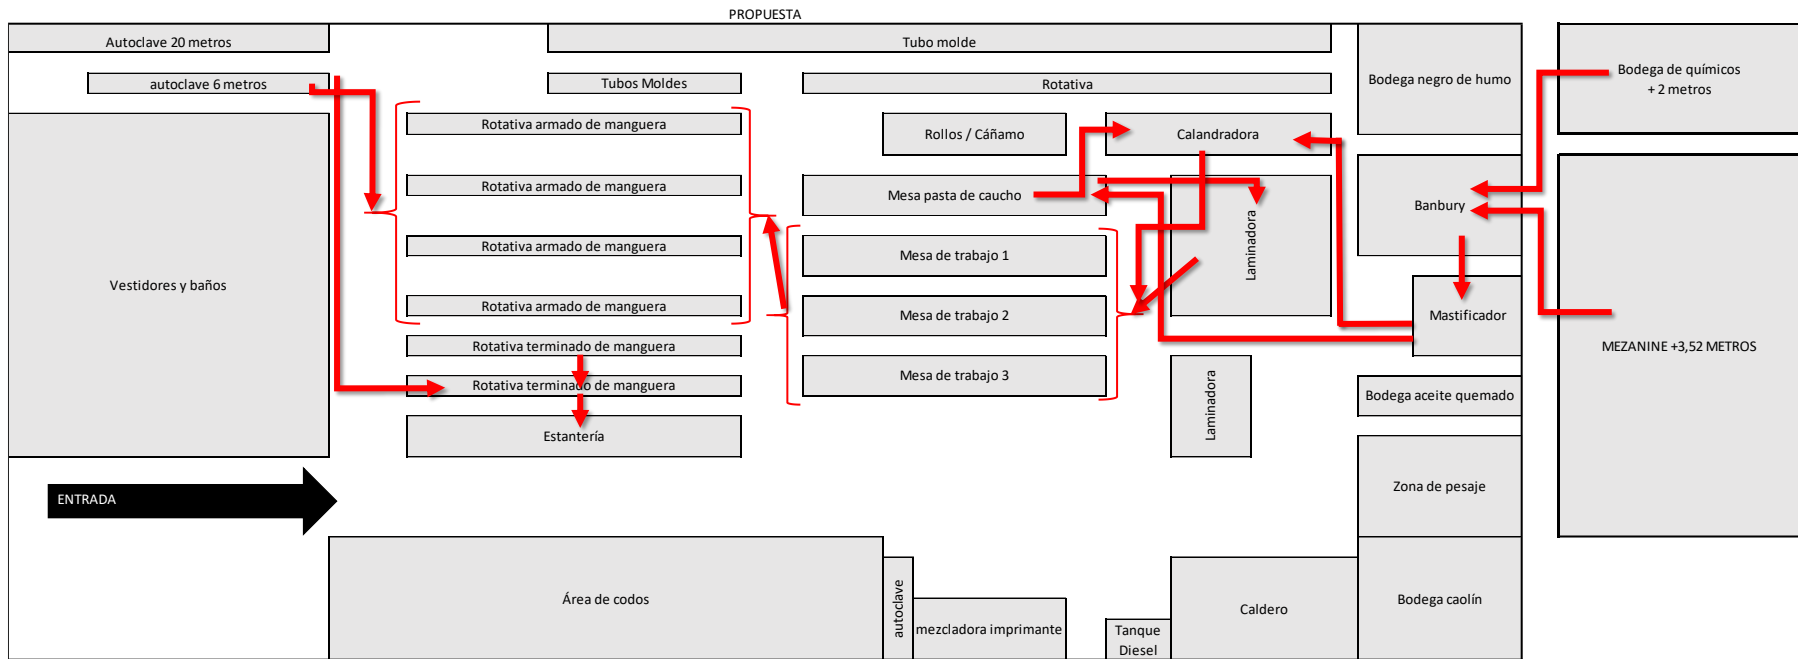 PROPUESTA
Autoclave 20 metros
Tubo molde
autoclave 6 metros
Tubos Moldes
Rotativa
Bodega negro de humo
Bodega de químicos
+ 2 metros
Rotativa armado de manguera
Rollos / Cáñamo
Calandradora
Rotativa armado de manguera
Mesa pasta de caucho
Laminadora
Banbury
Rotativa armado de manguera
Mesa de trabajo 1
Vestidores y baños
Rotativa armado de manguera
Mesa de trabajo 2
Mastificador
Rotativa terminado de manguera
MEZANINE +3,52 METROS
Rotativa terminado de manguera
Mesa de trabajo 3
Bodega aceite quemado
Estantería
Laminadora
ENTRADA
Zona de pesaje
Área de codos
autoclave
mezcladora imprimante
Tanque
Diesel
Caldero
Bodega caolín